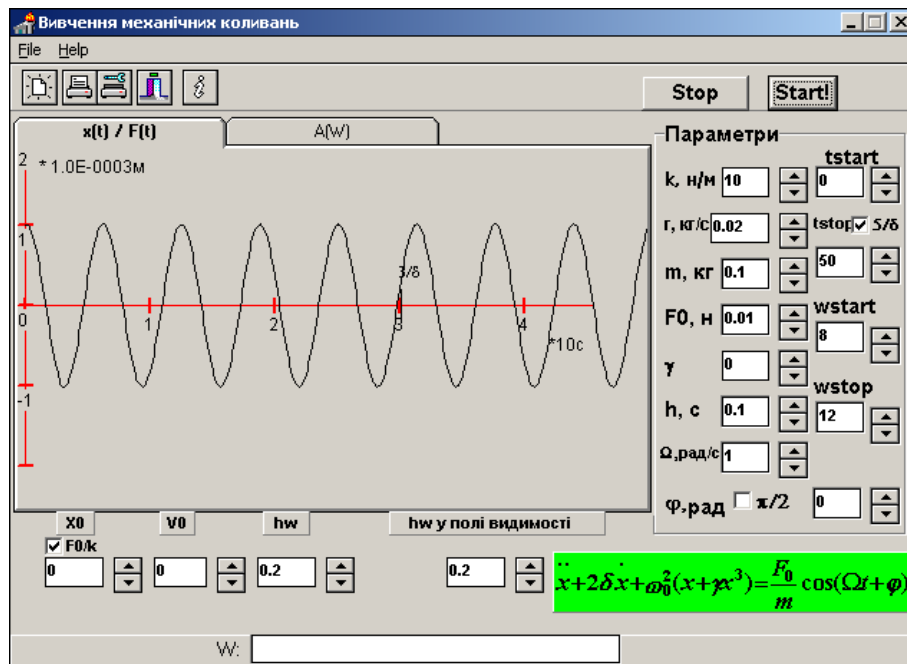 Вивчення механічних коливань
File Help
Stop Start!
x(t) / F(t) A(W)
Параметри
2 * 1.0E-0003м
1
0
-1
1 2 3 4
3/δ
*10c
tstart
k, н/м 10 0
r, кг/с 0.02 tstop 5/δ
m, кг 0.1 50
F0, н 0.01 wstart
8
γ 0
wstop
h, с 0.1 12
Ω,рад/с 1
φ,рад π/2 0
X0 V0 hw hw у полі видимості
F0/k
0 0 0.2 0.2
ẍ+2δẋ+ω₀²(x+γx³)=F₀/m cos(Ωt+φ)
W: